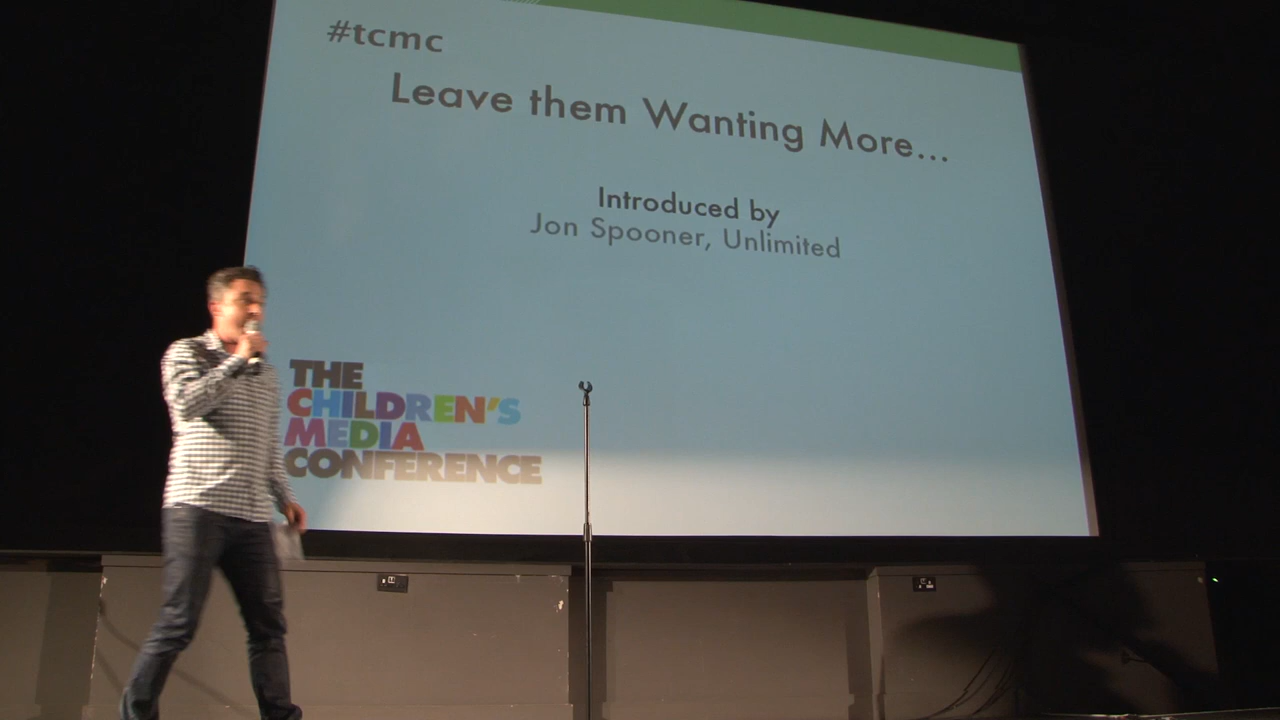 #tcmc
Leave them Wanting More...
Introduced by
Jon Spooner, Unlimited
THE
CHILDREN'S
MEDIA
CONFERENCE